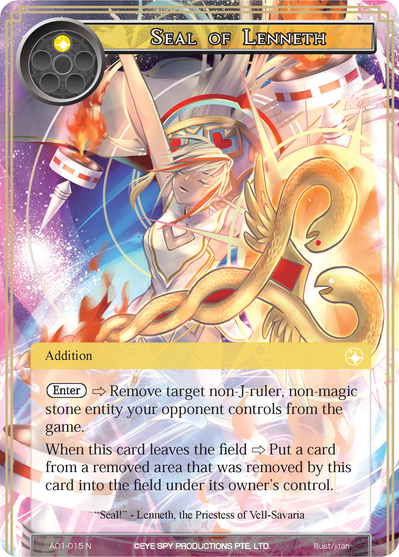 Seal of Lenneth
Addition
Enter ⇨ Remove target non-J-ruler, non-magic
stone entity your opponent controls from the
game.
When this card leaves the field ⇨ Put a card
from a removed area that was removed by this
card into the field under its owner's control.
"Seal!" - Lenneth, the Priestess of Vell-Savaria
AO1-015 N ©EYE SPY PRODUCTIONS PTE. LTD. Illust/stari